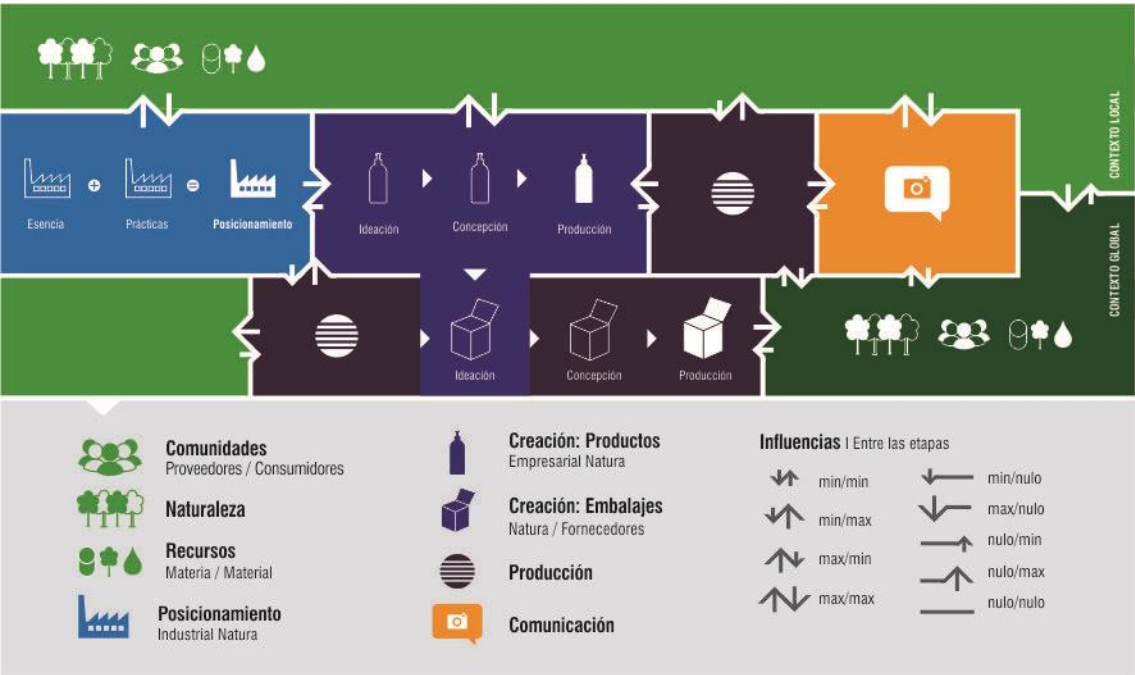 CONTEXTO LOCAL
Esencia
Prácticas
Posicionamiento
Ideación
Concepción
Producción
CONTEXTO GLOBAL
Ideación
Concepción
Producción
Comunidades
Proveedores / Consumidores
Naturaleza
Recursos
Materia / Material
Posicionamiento
Industrial Natura
Creación: Productos
Empresarial Natura
Creación: Embalajes
Natura / Fornecedores
Producción
Comunicación
Influencias | Entre las etapas
min/min
min/max
max/min
max/max
min/nulo
max/nulo
nulo/min
nulo/max
nulo/nulo